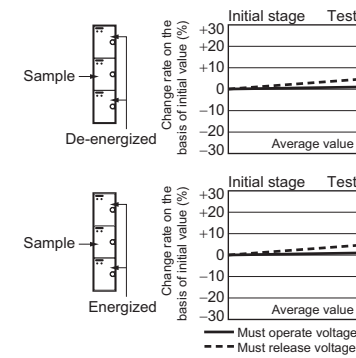 Initial stage Test
Change rate on the
basis of initial value (%)
+30
+20
+10
0
−10
−20
−30
Average value
Sample
De-energized
Initial stage Test
Change rate on the
basis of initial value (%)
+30
+20
+10
0
−10
−20
−30
Average value
Sample
Energized
Must operate voltage
Must release voltage